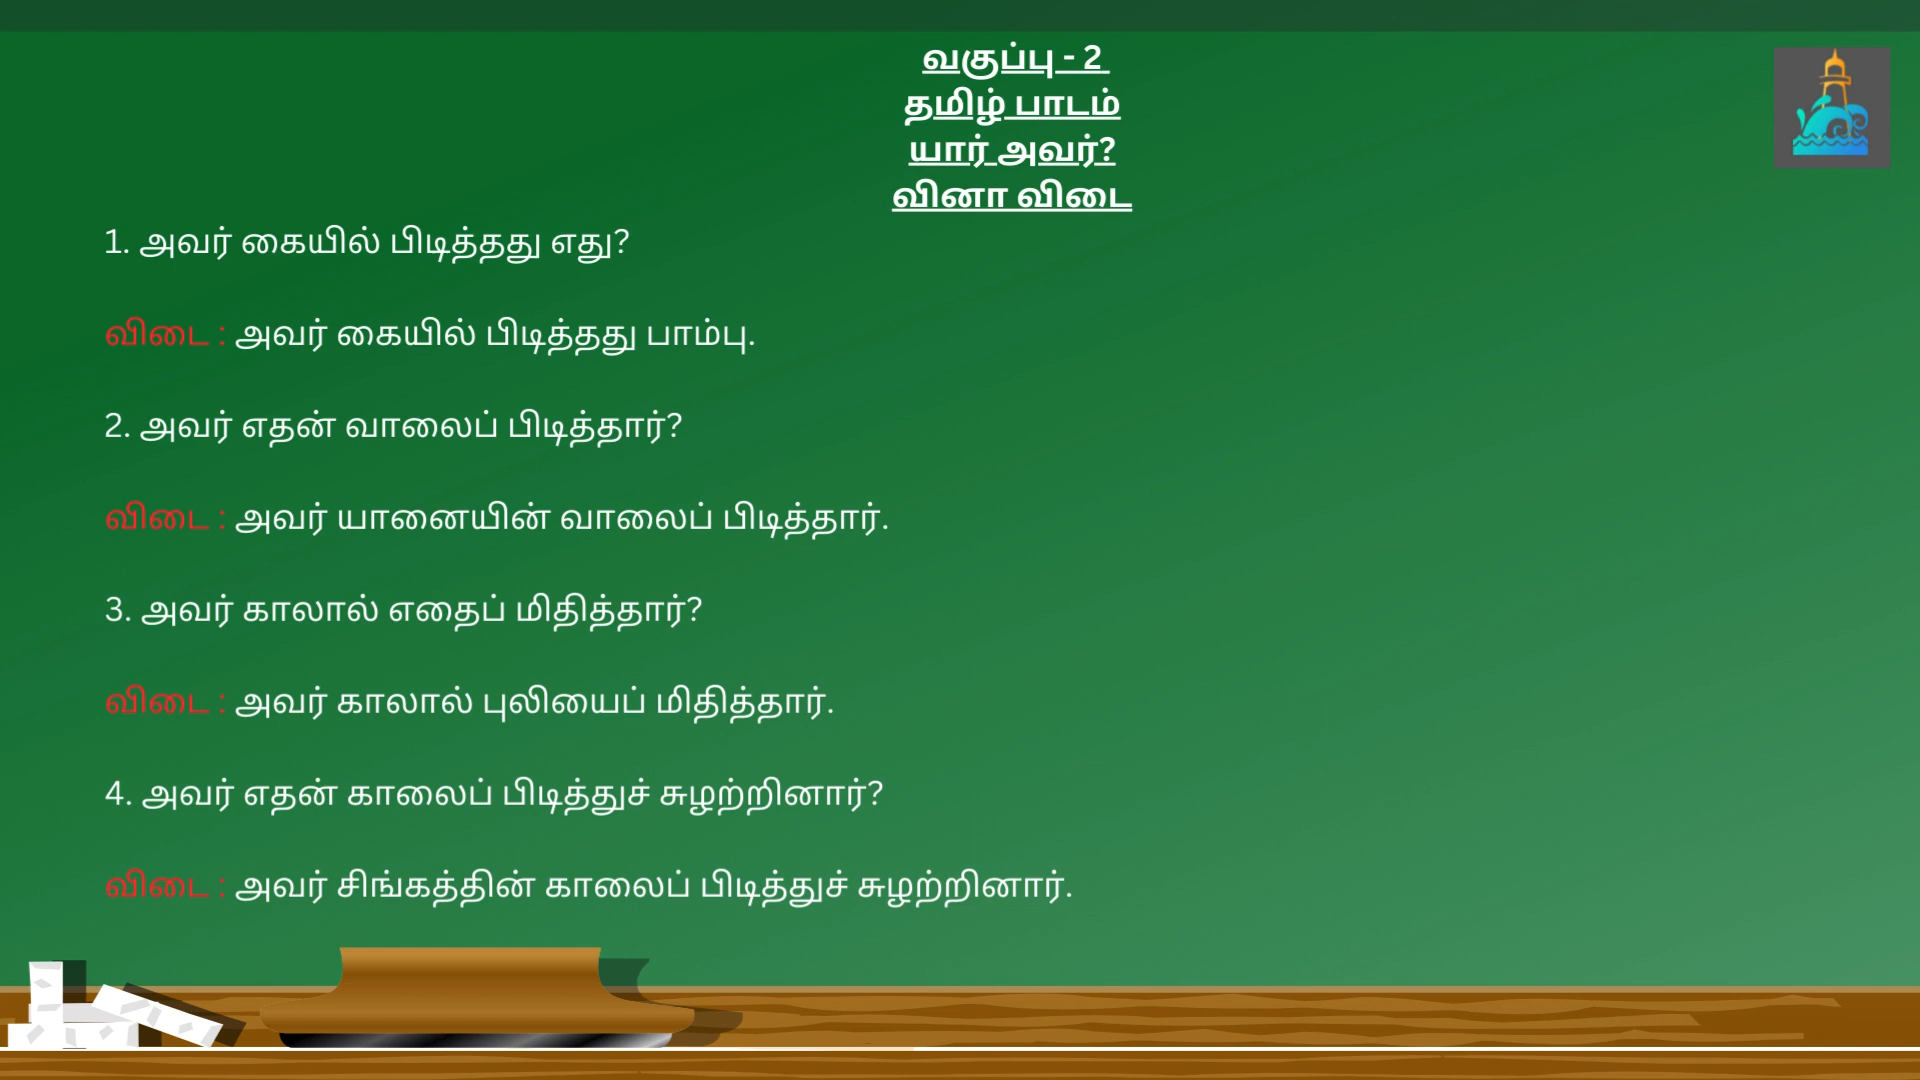 வகுப்பு - 2
தமிழ் பாடம்
யார் அவர்?
வினா விடை
1. அவர் கையில் பிடித்தது எது?
விடை : அவர் கையில் பிடித்தது பாம்பு.
2. அவர் எதன் வாலைப் பிடித்தார்?
விடை : அவர் யானையின் வாலைப் பிடித்தார்.
3. அவர் காலால் எதைப் மிதித்தார்?
விடை : அவர் காலால் புலியைப் மிதித்தார்.
4. அவர் எதன் காலைப் பிடித்துச் சுழற்றினார்?
விடை : அவர் சிங்கத்தின் காலைப் பிடித்துச் சுழற்றினார்.